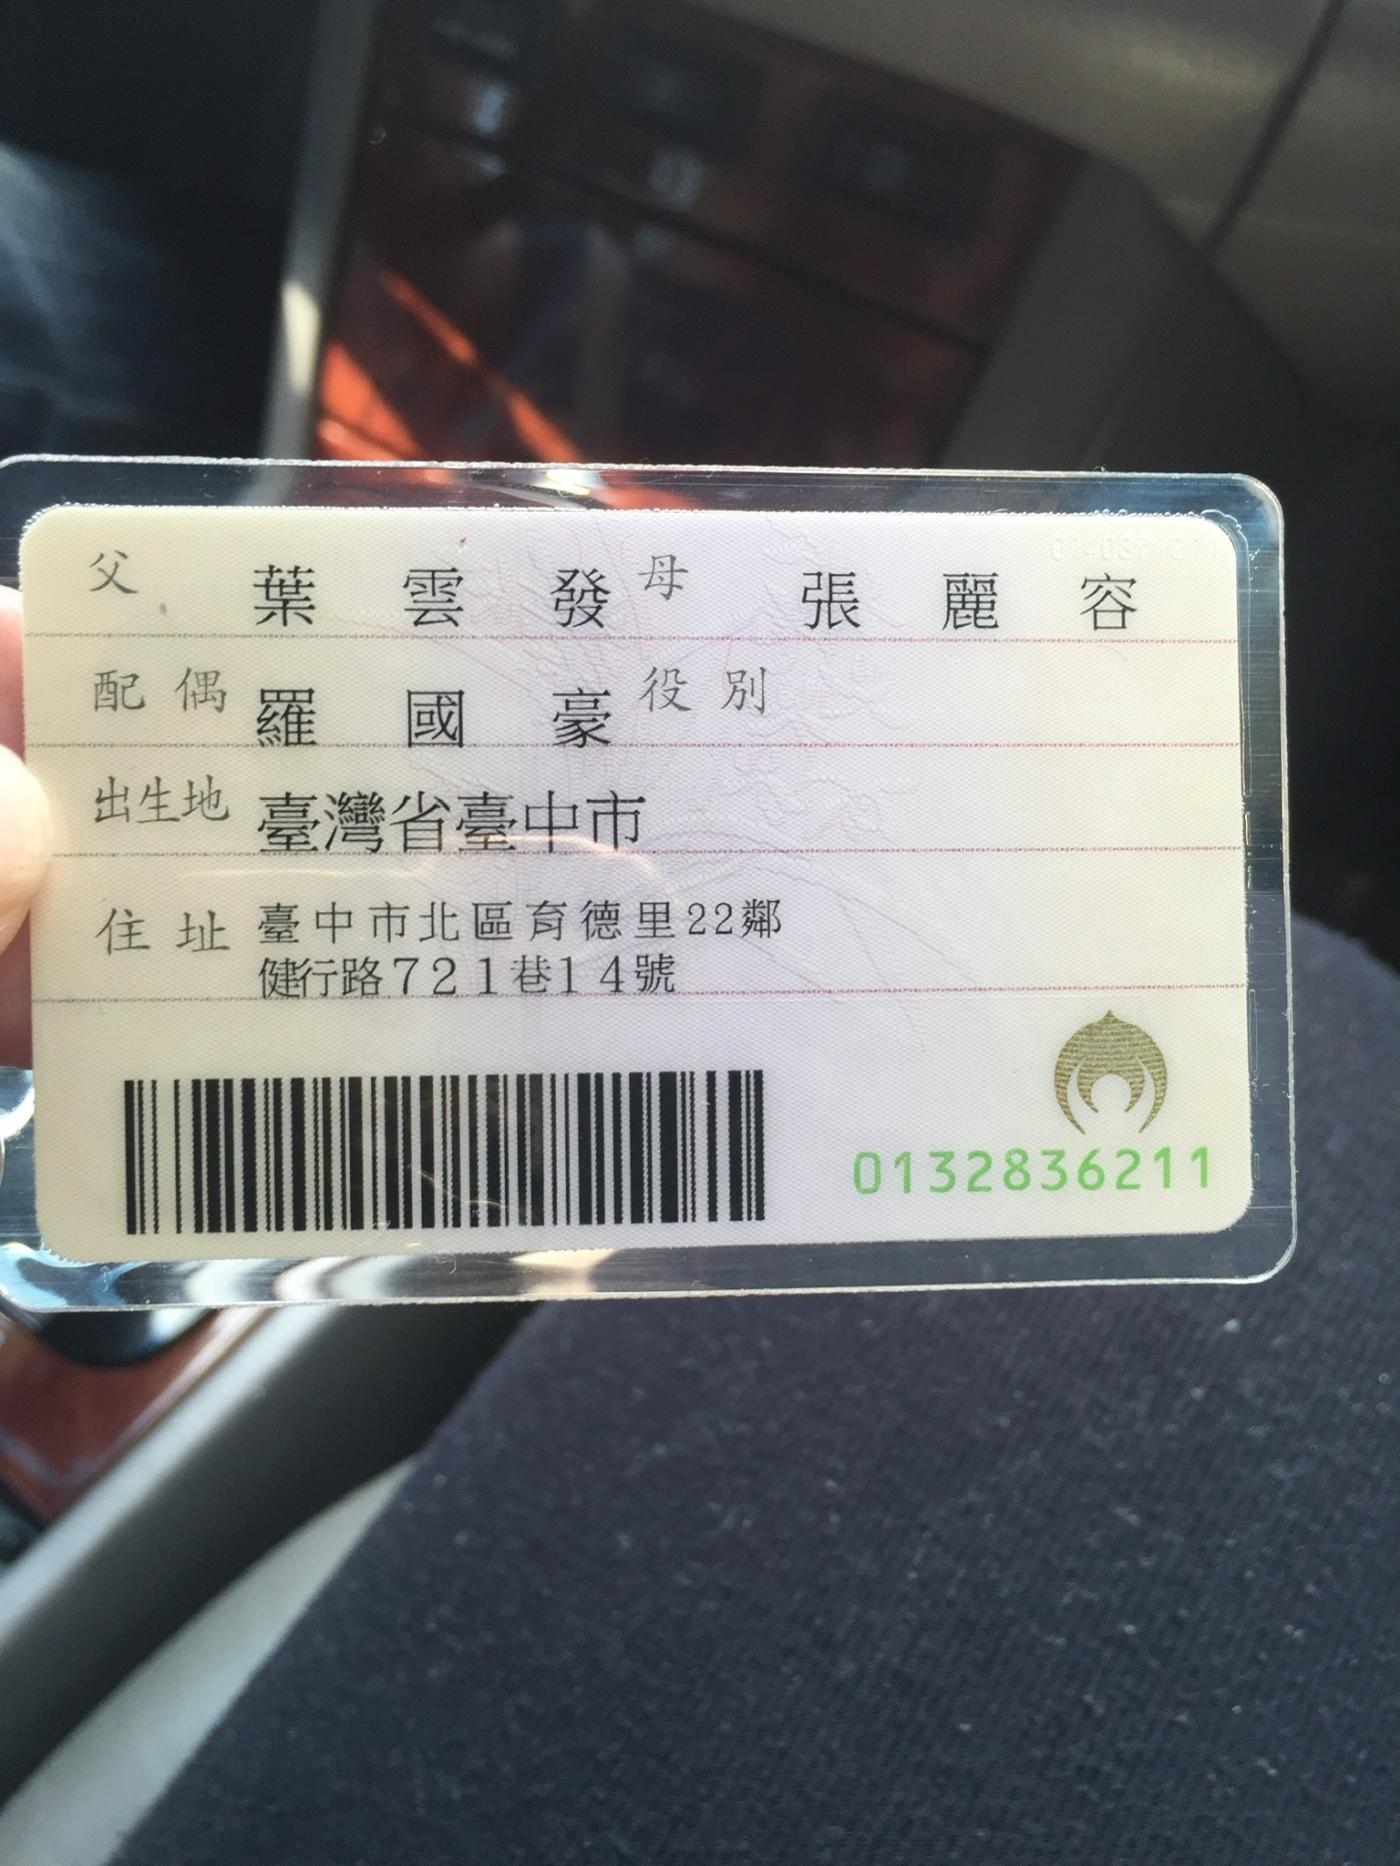 父 葉雲發 母 張麗容
配偶 羅國豪 役別
出生地 臺灣省臺中市
住址 臺中市北區育德里22鄰
健行路721巷14號
0132836211